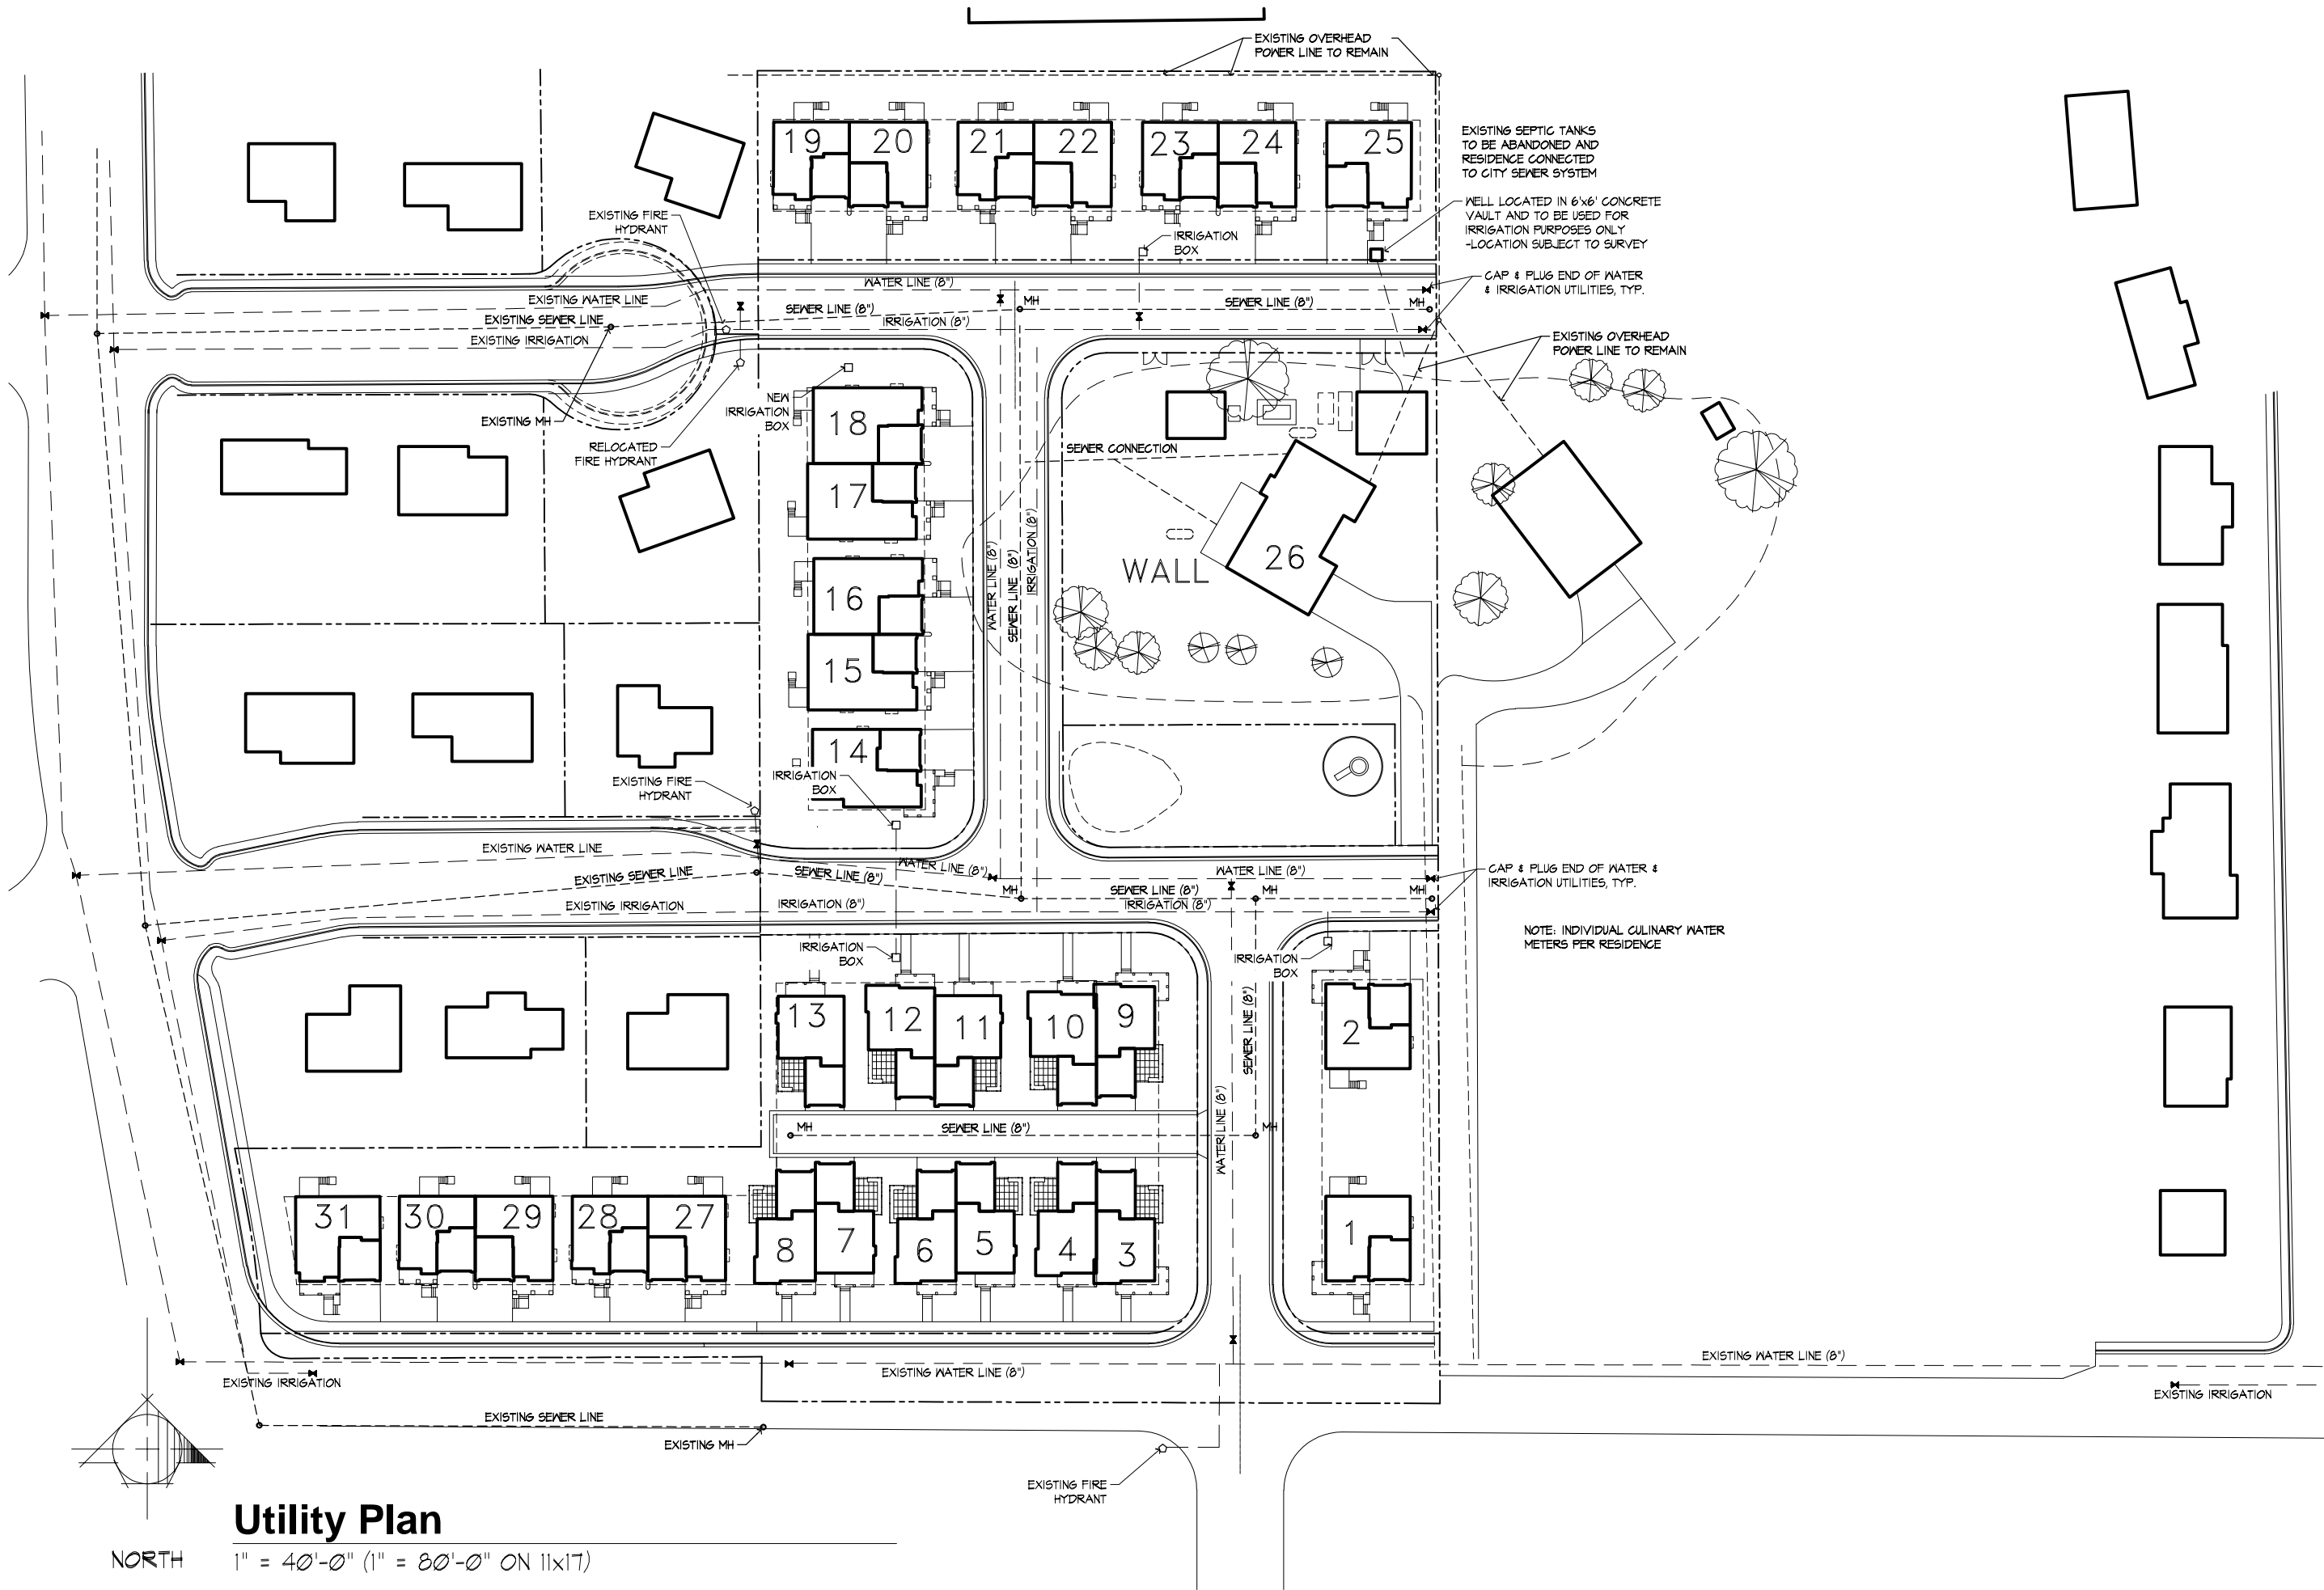 EXISTING OVERHEAD
POWER LINE TO REMAIN
19
20
21
22
23
24
25
EXISTING SEPTIC TANKS
TO BE ABANDONED AND
RESIDENCE CONNECTED
TO CITY SEWER SYSTEM
WELL LOCATED IN 6'x6' CONCRETE
VAULT AND TO BE USED FOR
IRRIGATION PURPOSES ONLY
-LOCATION SUBJECT TO SURVEY
EXISTING FIRE
HYDRANT
IRRIGATION
BOX
CAP & PLUG END OF WATER
& IRRIGATION UTILITIES, TYP.
WATER LINE (8")
EXISTING WATER LINE
SEWER LINE (8")
MH
SEWER LINE (8")
MH
EXISTING SEWER LINE
IRRIGATION (8")
EXISTING IRRIGATION
EXISTING OVERHEAD
POWER LINE TO REMAIN
NEW
IRRIGATION
BOX
EXISTING MH
18
RELOCATED
FIRE HYDRANT
SEWER CONNECTION
17
WATER LINE (8")
SEWER LINE (8")
IRRIGATION (8")
WALL
26
16
15
14
EXISTING FIRE
HYDRANT
IRRIGATION
BOX
EXISTING WATER LINE
WATER LINE (8")
WATER LINE (8")
CAP & PLUG END OF WATER &
IRRIGATION UTILITIES, TYP.
EXISTING SEWER LINE
SEWER LINE (8")
MH
SEWER LINE (8")
MH
MH
EXISTING IRRIGATION
IRRIGATION (8")
IRRIGATION (8")
NOTE: INDIVIDUAL CULINARY WATER
METERS PER RESIDENCE
IRRIGATION
BOX
IRRIGATION
BOX
13
12
11
10
9
2
SEWER LINE (8")
WATER LINE (8")
MH
SEWER LINE (8")
MH
31
30
29
28
27
8
7
6
5
4
3
1
EXISTING WATER LINE (8")
EXISTING WATER LINE (8")
EXISTING IRRIGATION
EXISTING IRRIGATION
EXISTING SEWER LINE
EXISTING MH
EXISTING FIRE
HYDRANT
Utility Plan
NORTH
1" = 40'-0" (1" = 80'-0" ON 11x17)